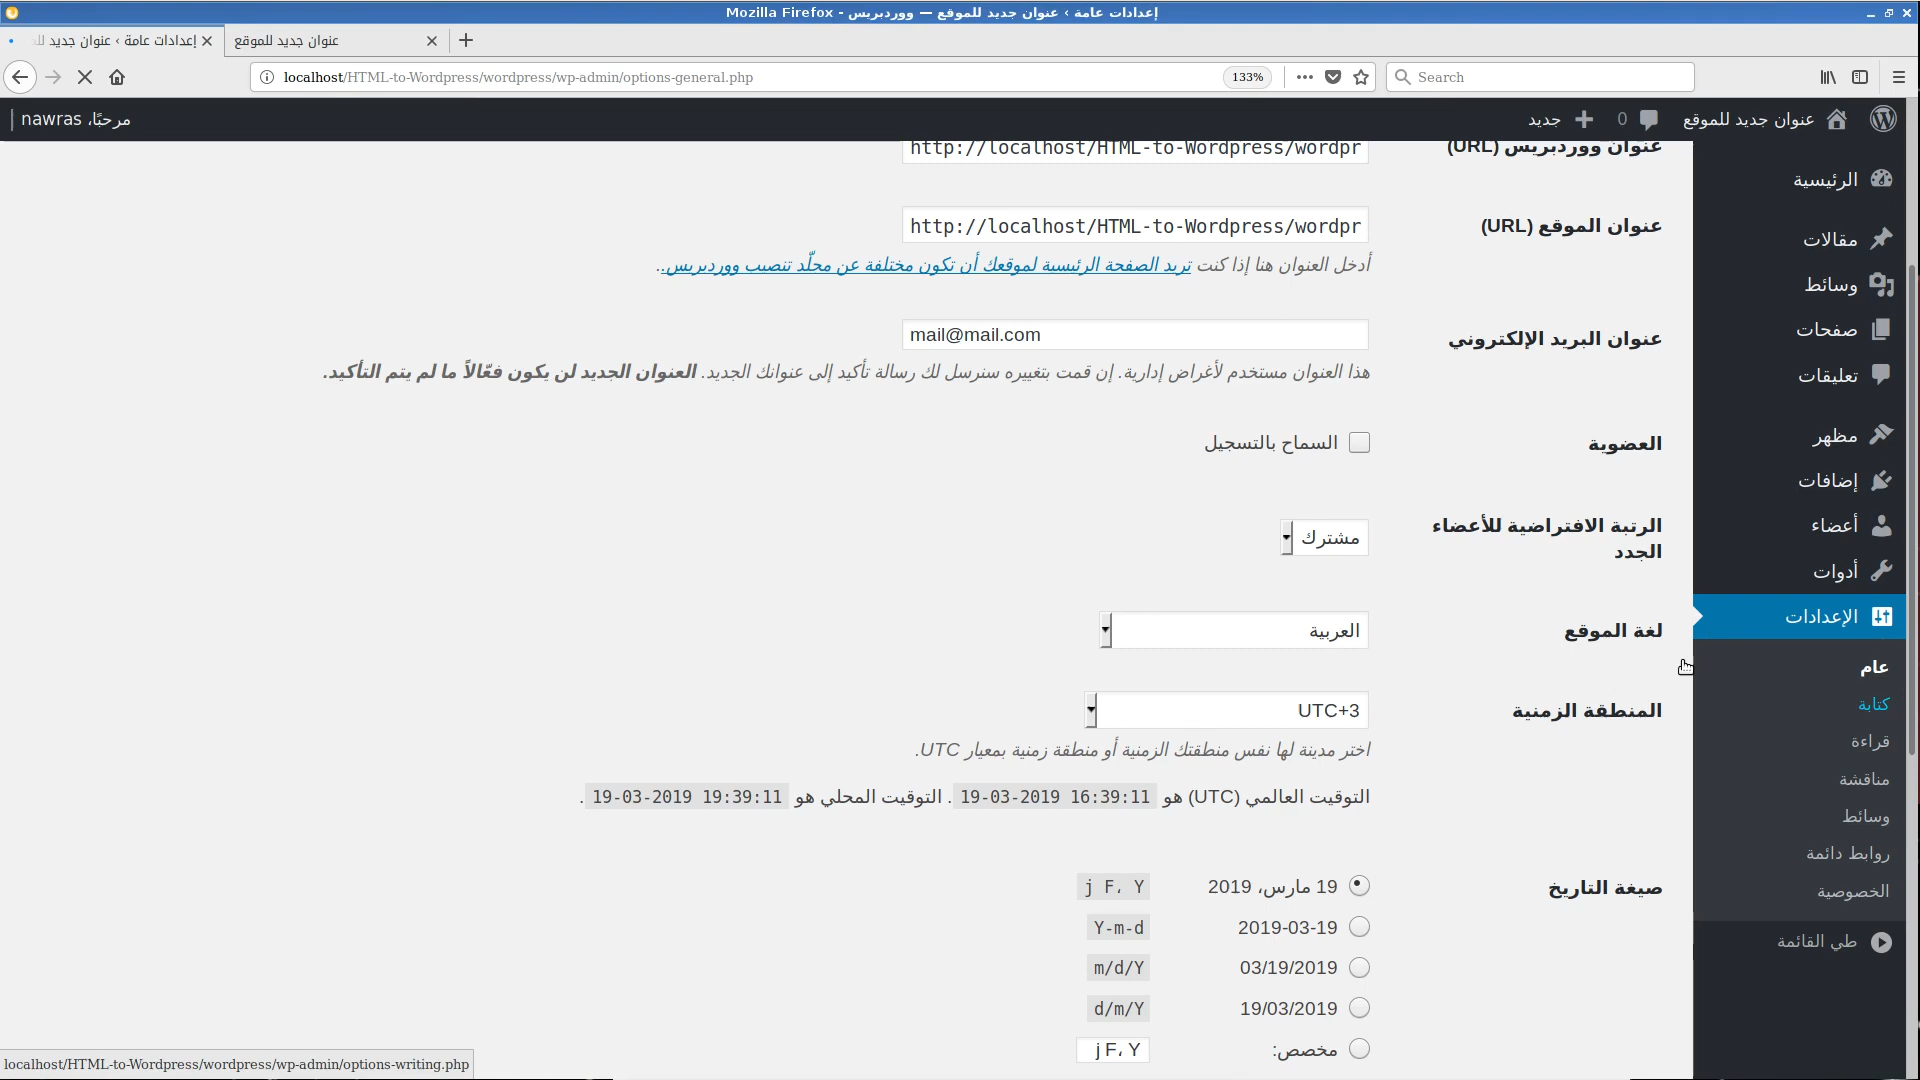 إعدادات عامة ‹ عنوان جديد للموقع — ووردبريس - Mozilla Firefox
إعدادات عامة ‹ عنوان جديد للـ
عنوان جديد للموقع
localhost/HTML-to-Wordpress/wordpress/wp-admin/options-general.php
133%
Search
عنوان جديد للموقع
0
جديد
مرحبًا، nawras
عنوان ووردبريس (URL)
http://localhost/HTML-to-Wordpress/wordpr
عنوان الموقع (URL)
http://localhost/HTML-to-Wordpress/wordpr
أدخل العنوان هنا إذا كنت تريد الصفحة الرئيسية لموقعك أن تكون مختلفة عن مجلّد تنصيب ووردبريس..
عنوان البريد الإلكتروني
mail@mail.com
هذا العنوان مستخدم لأغراض إدارية. إن قمت بتغييره سنرسل لك رسالة تأكيد إلى عنوانك الجديد. العنوان الجديد لن يكون فعّالاً ما لم يتم التأكيد.
العضوية
السماح بالتسجيل
الرتبة الافتراضية للأعضاء
الجدد
مشترك
لغة الموقع
العربية
المنطقة الزمنية
UTC+3
اختر مدينة لها نفس منطقتك الزمنية أو منطقة زمنية بمعيار UTC.
التوقيت العالمي (UTC) هو 19-03-2019 16:39:11. التوقيت المحلي هو 19-03-2019 19:39:11.
صيغة التاريخ
19 مارس، 2019 j F، Y
2019-03-19 Y-m-d
03/19/2019 m/d/Y
19/03/2019 d/m/Y
مخصص: j F، Y
الرئيسية
مقالات
وسائط
صفحات
تعليقات
مظهر
إضافات
أعضاء
أدوات
الإعدادات
عام
كتابة
قراءة
مناقشة
وسائط
روابط دائمة
الخصوصية
طي القائمة
localhost/HTML-to-Wordpress/wordpress/wp-admin/options-writing.php